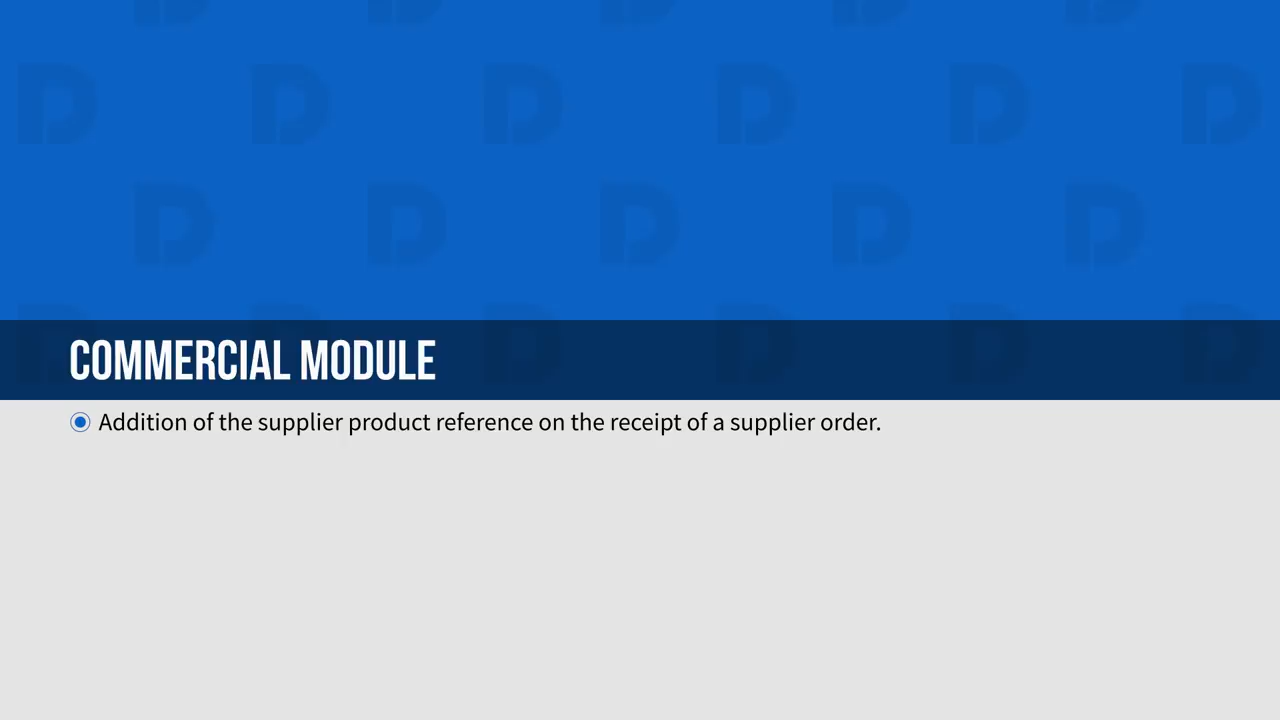 COMMERCIAL MODULE
Addition of the supplier product reference on the receipt of a supplier order.